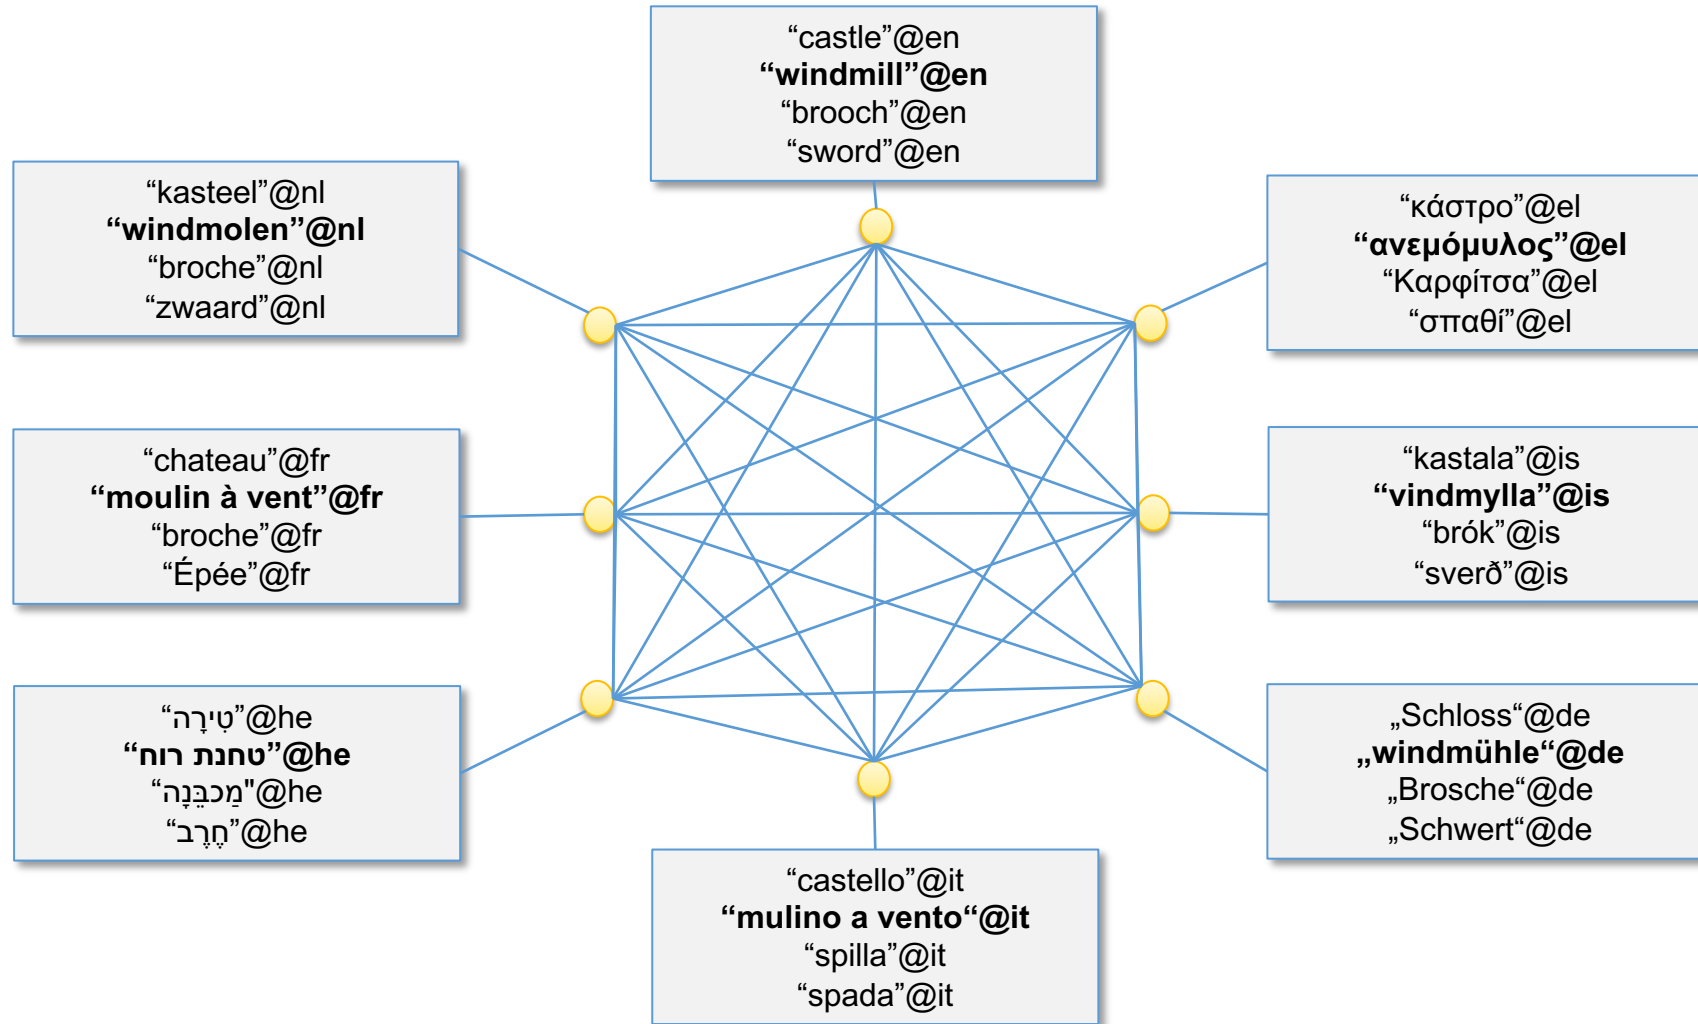 “castle”@en
“windmill”@en
“brooch”@en
“sword”@en
“kasteel”@nl
“windmolen”@nl
“broche”@nl
“zwaard”@nl
“κάστρο”@el
“ανεμόμυλος”@el
“Καρφίτσα”@el
“σπαθί”@el
“chateau”@fr
“moulin à vent”@fr
“broche”@fr
“Épée”@fr
“kastala”@is
“vindmylla”@is
“brók”@is
“sverð”@is
“טִירָה”@he
“טחנת רוח”@he
“מַכבֵּנָה"@he
“חֶרֶב”@he
„Schloss“@de
„windmühle“@de
„Brosche“@de
„Schwert“@de
“castello”@it
“mulino a vento“@it
“spilla”@it
“spada”@it